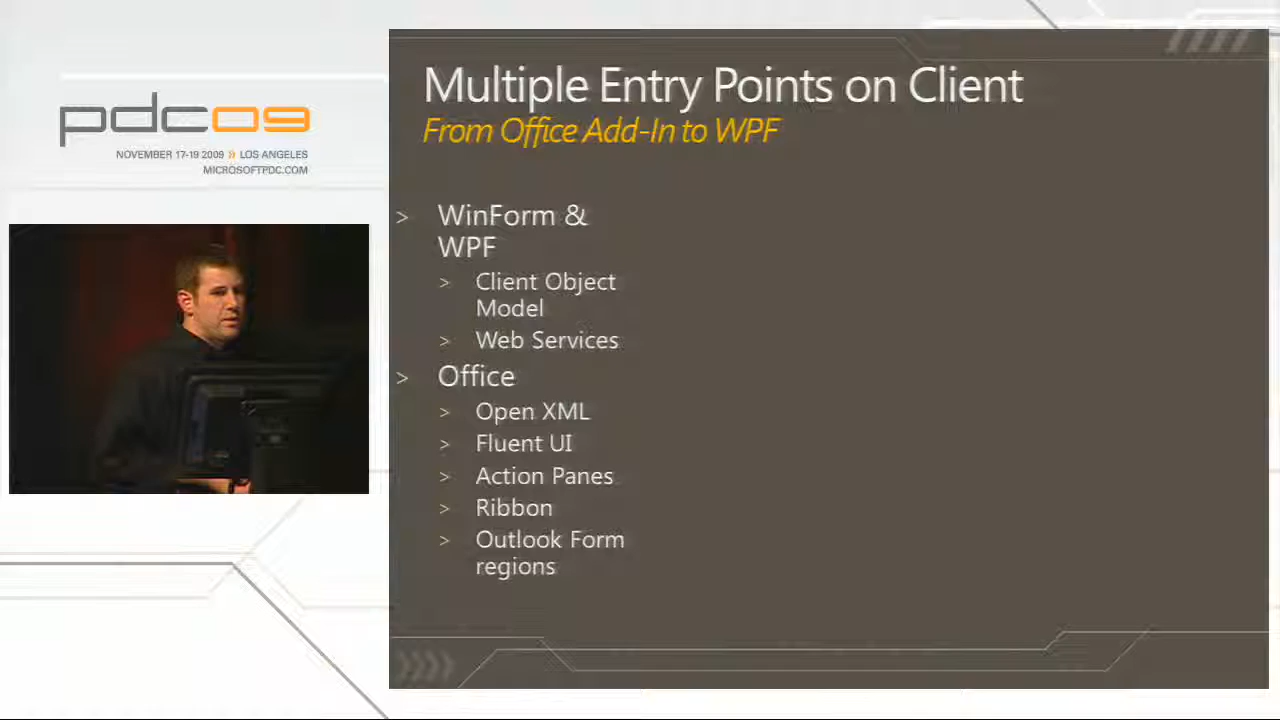 pdc09
NOVEMBER 17-19 2009 » LOS ANGELES
MICROSOFTPDC.COM
Multiple Entry Points on Client
From Office Add-In to WPF
> WinForm &
WPF
> Client Object
Model
> Web Services
> Office
> Open XML
> Fluent UI
> Action Panes
> Ribbon
> Outlook Form
regions